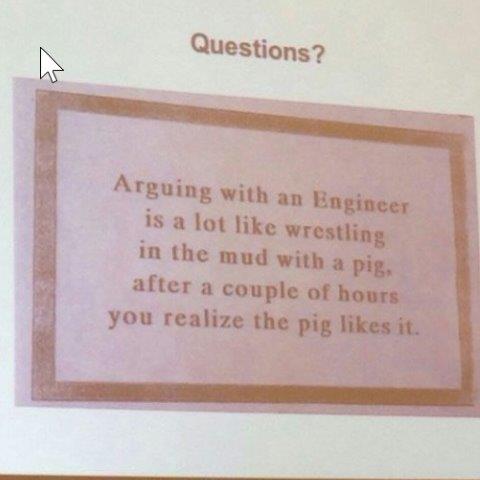 Questions?
Arguing with an Engineer
is a lot like wrestling
in the mud with a pig,
after a couple of hours
you realize the pig likes it.